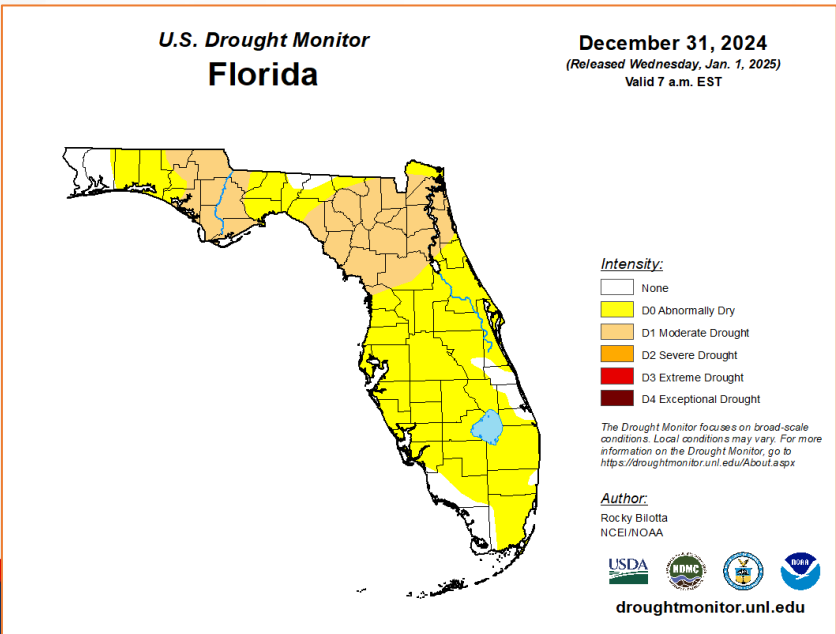 U.S. Drought Monitor
Florida
December 31, 2024
(Released Wednesday, Jan. 1, 2025)
Valid 7 a.m. EST
Intensity:
None
D0 Abnormally Dry
D1 Moderate Drought
D2 Severe Drought
D3 Extreme Drought
D4 Exceptional Drought
The Drought Monitor focuses on broad-scale
conditions. Local conditions may vary. For more
information on the Drought Monitor, go to
https://droughtmonitor.unl.edu/About.aspx
Author:
Rocky Bilotta
NCEI/NOAA
USDA
NDMC
NOAA
droughtmonitor.unl.edu